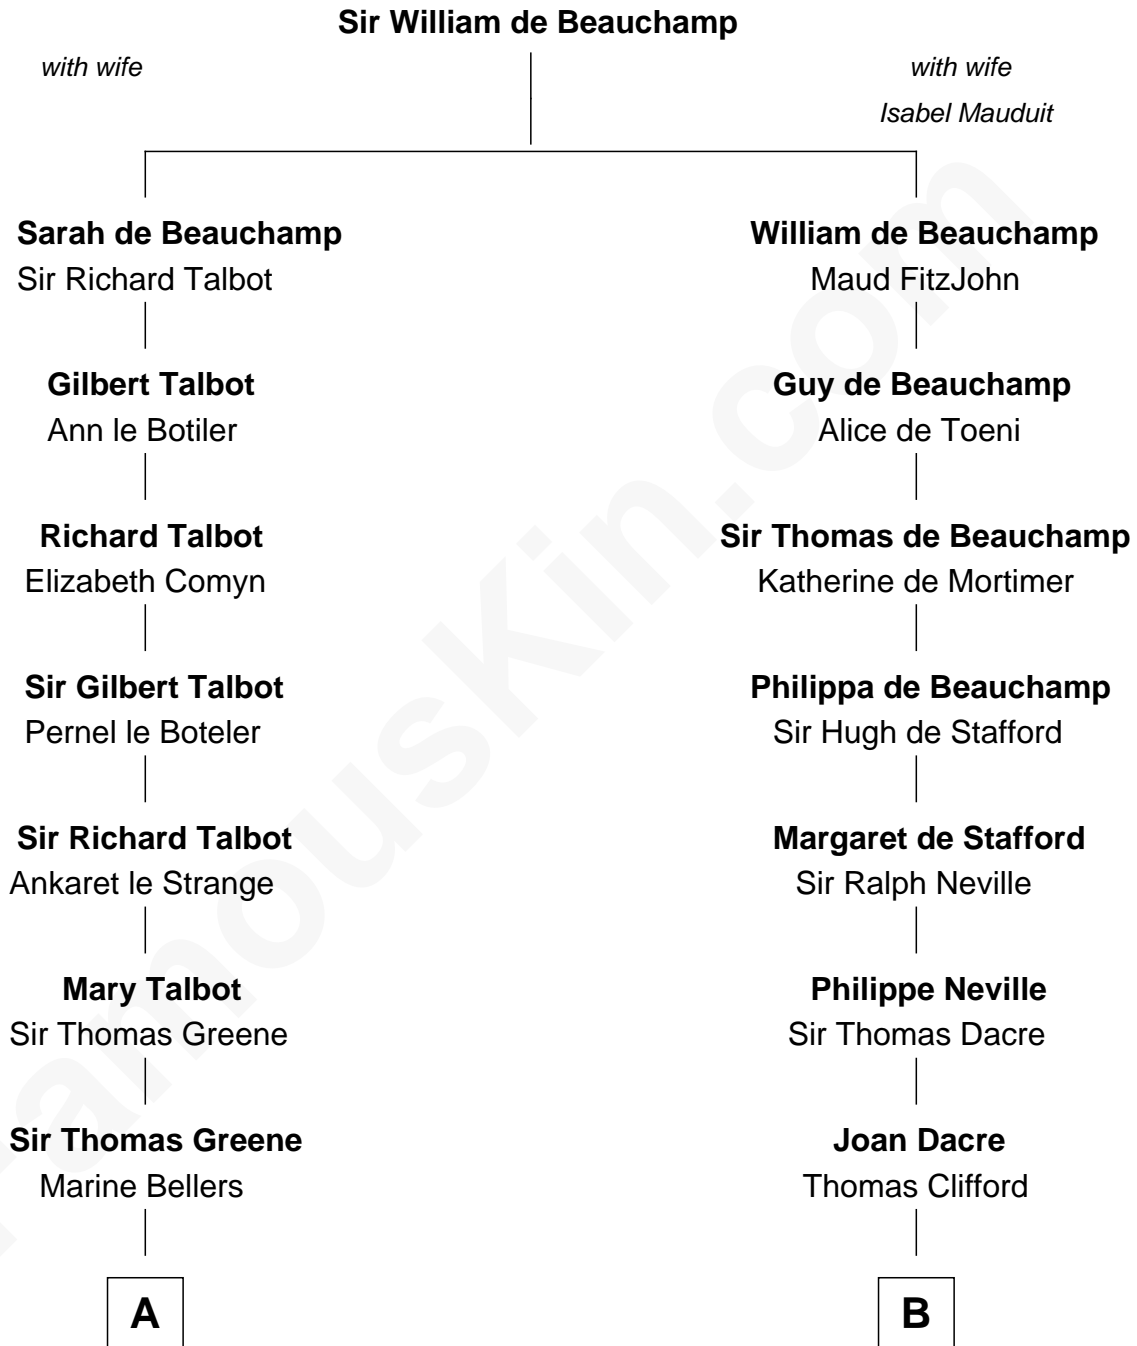 Sir William de Beauchamp
with wife
with wife
Isabel Mauduit
Sarah de Beauchamp
Sir Richard Talbot
William de Beauchamp
Maud FitzJohn
Gilbert Talbot
Ann le Botiler
Guy de Beauchamp
Alice de Toeni
Richard Talbot
Elizabeth Comyn
Sir Thomas de Beauchamp
Katherine de Mortimer
Sir Gilbert Talbot
Pernel le Boteler
Philippa de Beauchamp
Sir Hugh de Stafford
Sir Richard Talbot
Ankaret le Strange
Margaret de Stafford
Sir Ralph Neville
Mary Talbot
Sir Thomas Greene
Philippe Neville
Sir Thomas Dacre
Sir Thomas Greene
Marine Bellers
Joan Dacre
Thomas Clifford
A
B
FamousKin.com